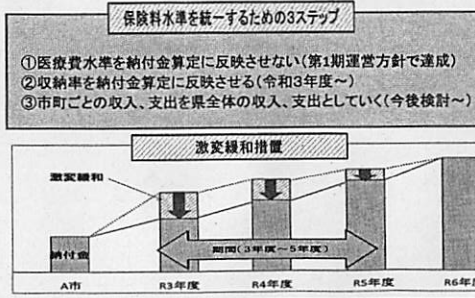 保険料水準を統一するための3ステップ
①医療費水準を納付金算定に反映させない(第1期運営方針で達成)
②収納率を納付金算定に反映させる(令和3年度～)
③市町ごとの収入、支出を県全体の収入、支出としていく(今後検討～)
激変緩和措置
激変緩和
納付金
期間(3年度～5年度)
A市 R3年度 R4年度 R5年度 R6年度